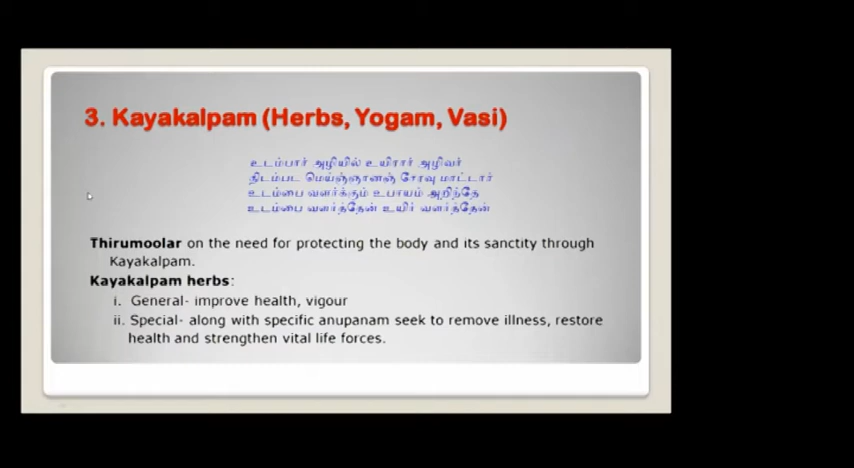 3. Kayakalpam (Herbs, Yogam, Vasi)
உடம்பார் அழியில் உயிரார் அழிவர்
திடம்பட மெய்ஞ்ஞானஞ் சேரவு மாட்டார்
உடம்பை வளர்க்கும் உபாயம் அறிந்தே
உடம்பை வளர்த்தேன் உயிர் வளர்த்தேன்
Thirumoolar on the need for protecting the body and its sanctity through
Kayakalpam.
Kayakalpam herbs:
i. General- improve health, vigour
ii. Special- along with specific anupanam seek to remove illness, restore
health and strengthen vital life forces.